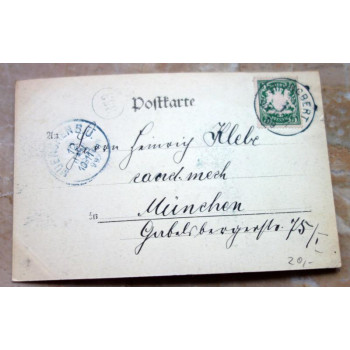 Postkarte
An
Herrn Heinrich Klebe
cand mech
in München
Gabelsbergerstr. 75/I
20,-